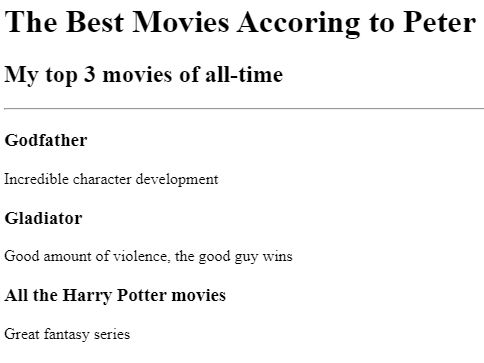 The Best Movies Accoring to Peter
My top 3 movies of all-time
Godfather
Incredible character development
Gladiator
Good amount of violence, the good guy wins
All the Harry Potter movies
Great fantasy series